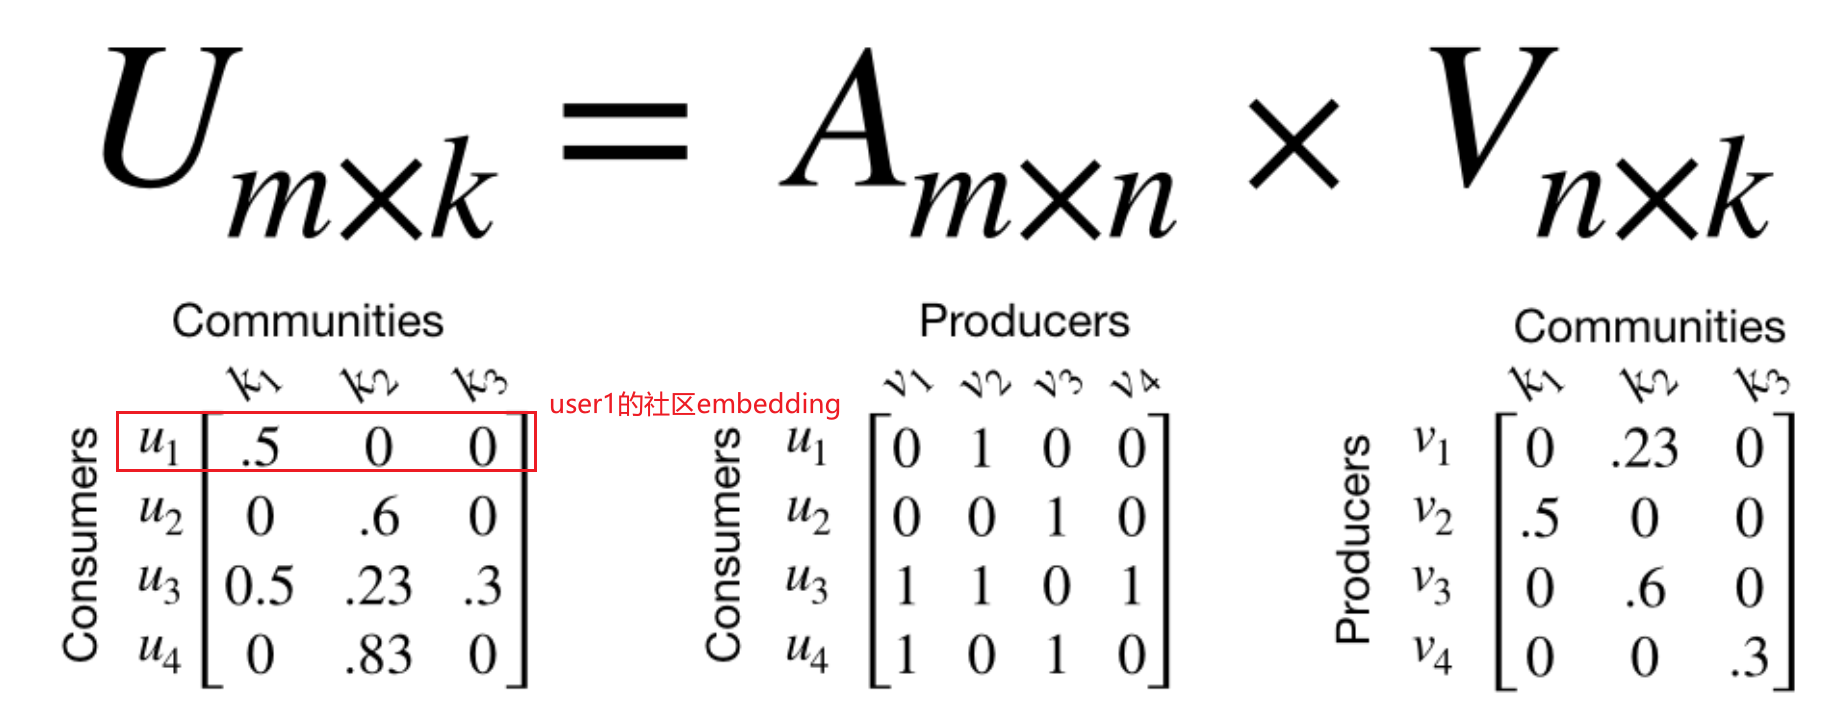 U m×k = A m×n × V n×k
Communities
k1 k2 k3
Consumers
u1 .5 0 0
u2 0 .6 0
u3 0.5 .23 .3
u4 0 .83 0
user1的社区embedding
Producers
v1 v2 v3 v4
Consumers
u1 0 1 0 0
u2 0 0 1 0
u3 1 1 0 1
u4 1 0 1 0
Communities
k1 k2 k3
Producers
v1 0 .23 0
v2 .5 0 0
v3 0 .6 0
v4 0 0 .3